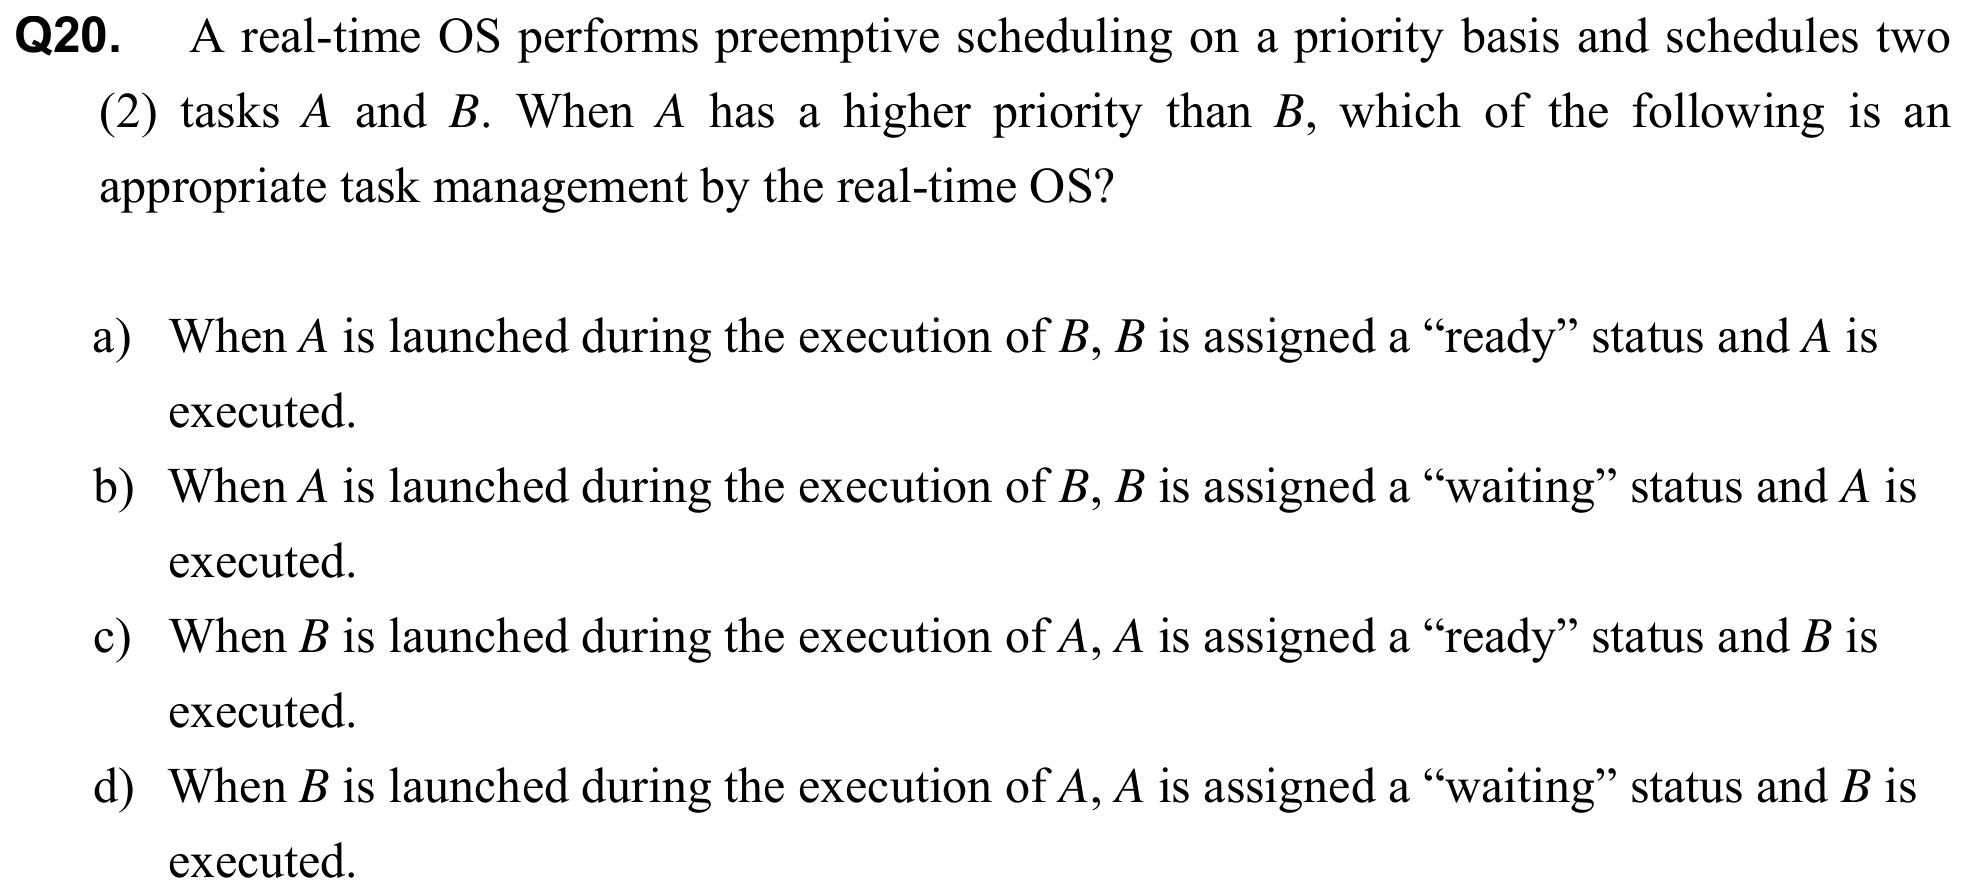 Q20. A real-time OS performs preemptive scheduling on a priority basis and schedules two
(2) tasks A and B. When A has a higher priority than B, which of the following is an
appropriate task management by the real-time OS?
a) When A is launched during the execution of B, B is assigned a “ready” status and A is
executed.
b) When A is launched during the execution of B, B is assigned a “waiting” status and A is
executed.
c) When B is launched during the execution of A, A is assigned a “ready” status and B is
executed.
d) When B is launched during the execution of A, A is assigned a “waiting” status and B is
executed.